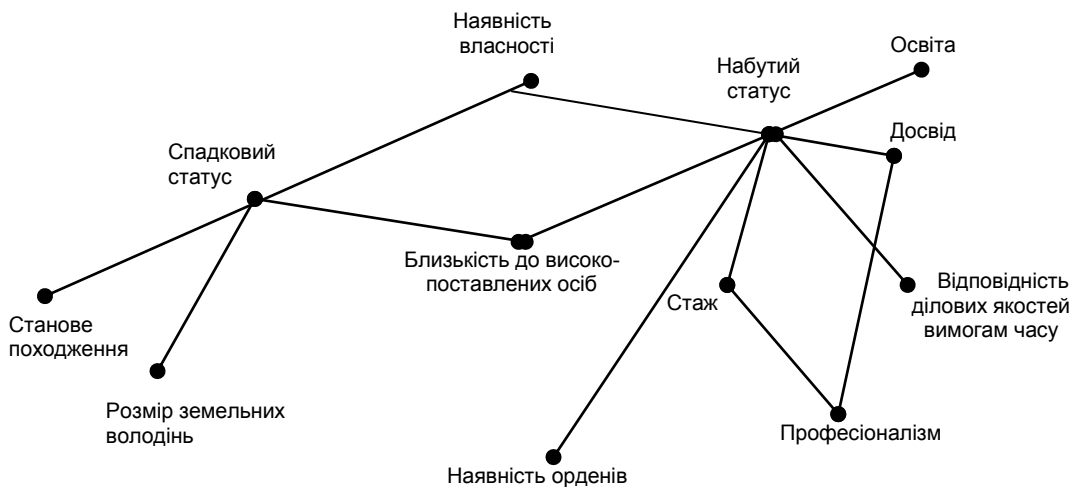 Наявність
власності
Освіта
Набутий
статус
Досвід
Спадковий
статус
Близькість до високо-
поставлених осіб
Відповідність
ділових якостей
вимогам часу
Стаж
Станове
походження
Розмір земельних
володінь
Професіоналізм
Наявність орденів